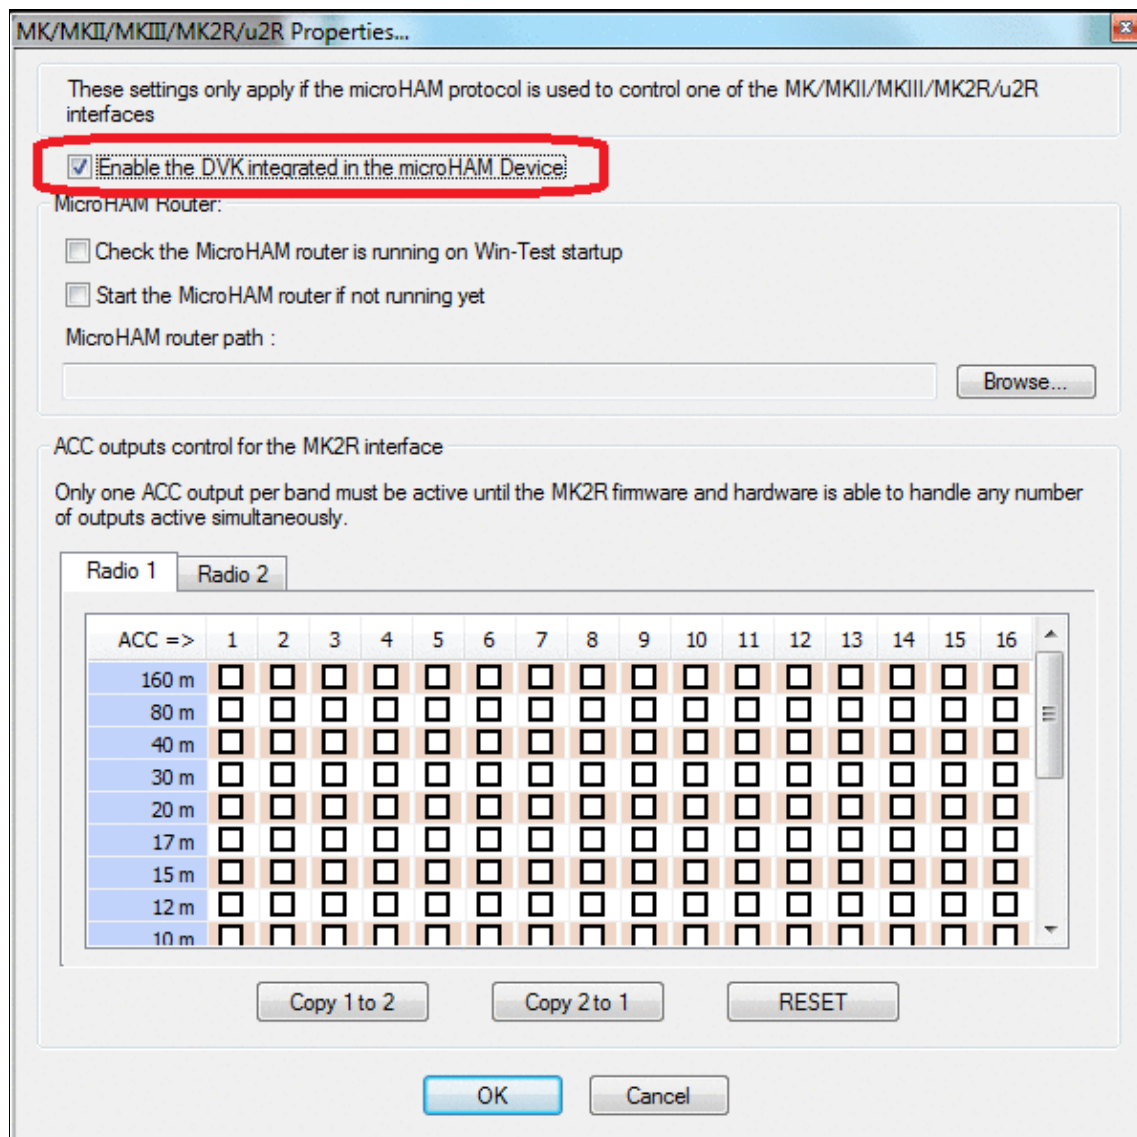 MK/MKII/MKIII/MK2R/u2R Properties...
These settings only apply if the microHAM protocol is used to control one of the MK/MKII/MKIII/MK2R/u2R
interfaces
Enable the DVK integrated in the microHAM Device
MicroHAM Router:
Check the MicroHAM router is running on Win-Test startup
Start the MicroHAM router if not running yet
MicroHAM router path :
Browse...
ACC outputs control for the MK2R interface
Only one ACC output per band must be active until the MK2R firmware and hardware is able to handle any number
of outputs active simultaneously.
Radio 1 Radio 2
ACC => 1 2 3 4 5 6 7 8 9 10 11 12 13 14 15 16
160 m
80 m
40 m
30 m
20 m
17 m
15 m
12 m
10 m
Copy 1 to 2 Copy 2 to 1 RESET
OK Cancel